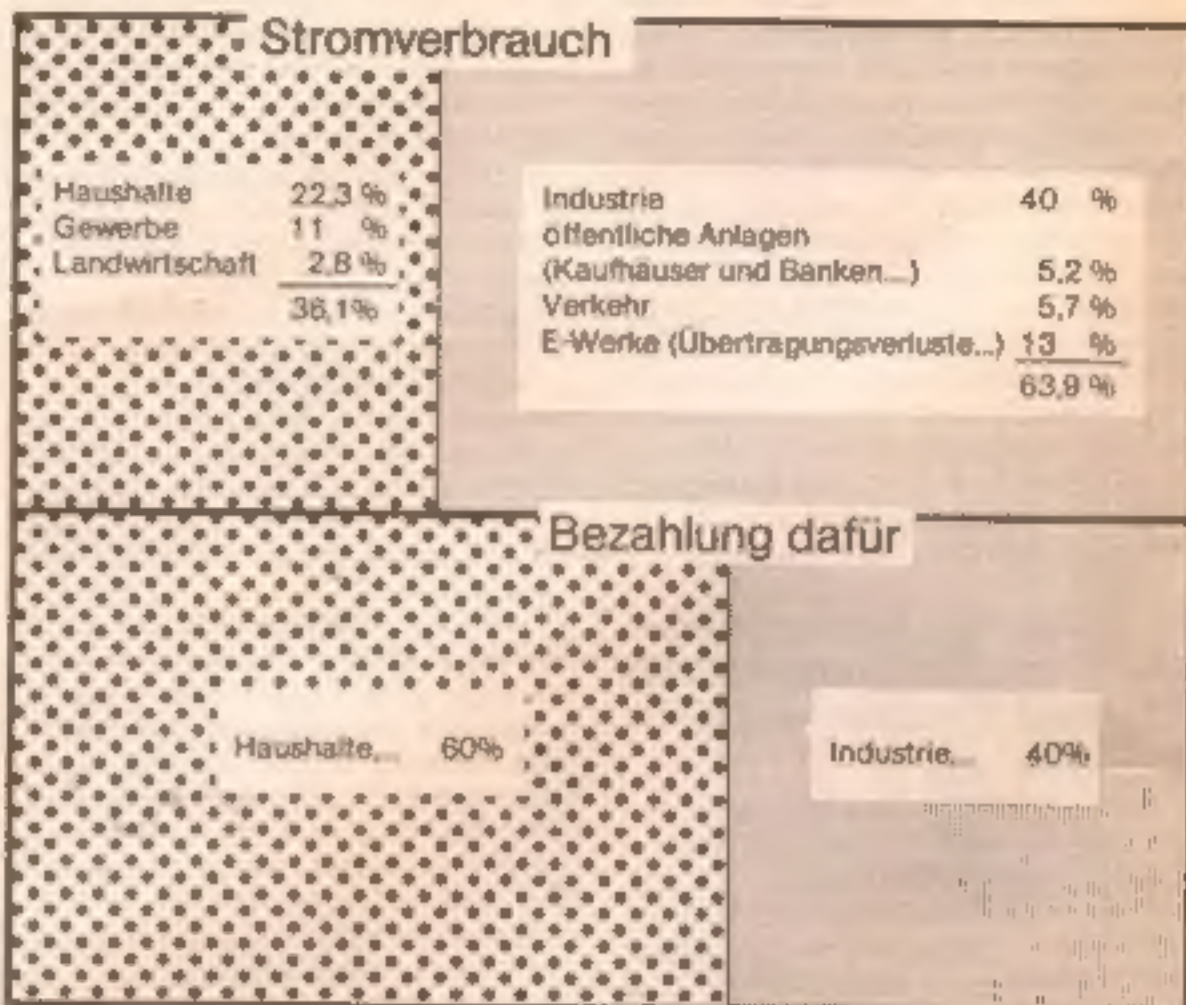 Stromverbrauch
Haushalte 22,3 %
Gewerbe 11 %
Landwirtschaft 2,8 %
36,1%
Industrie 40 %
öffentliche Anlagen
(Kaufhäuser und Banken...) 5,2 %
Verkehr 5,7 %
E-Werke (Übertragungsverluste...) 13 %
63,9 %
Bezahlung dafür
Haushalte... 60%
Industrie... 40%